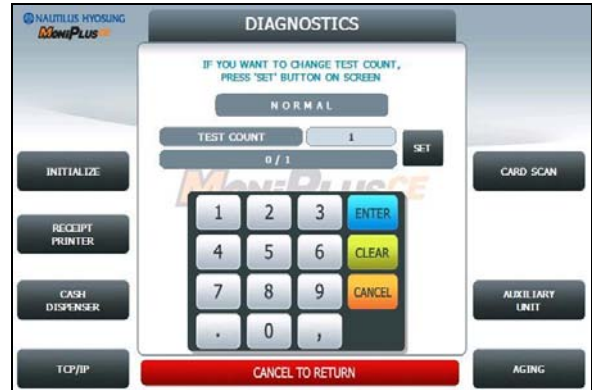 NAUTILUS HYOSUNG
MoniPlusCE
DIAGNOSTICS
IF YOU WANT TO CHANGE TEST COUNT,
PRESS 'SET' BUTTON ON SCREEN
NORMAL
TEST COUNT 1
SET
0 / 1
INITIALIZE
CARD SCAN
MoniPlusCE
1 2 3 ENTER
RECEIPT
PRINTER
4 5 6 CLEAR
7 8 9 CANCEL
CASH
DISPENSER
AUXILIARY
UNIT
. 0 ,
TCP/IP
CANCEL TO RETURN
AGING